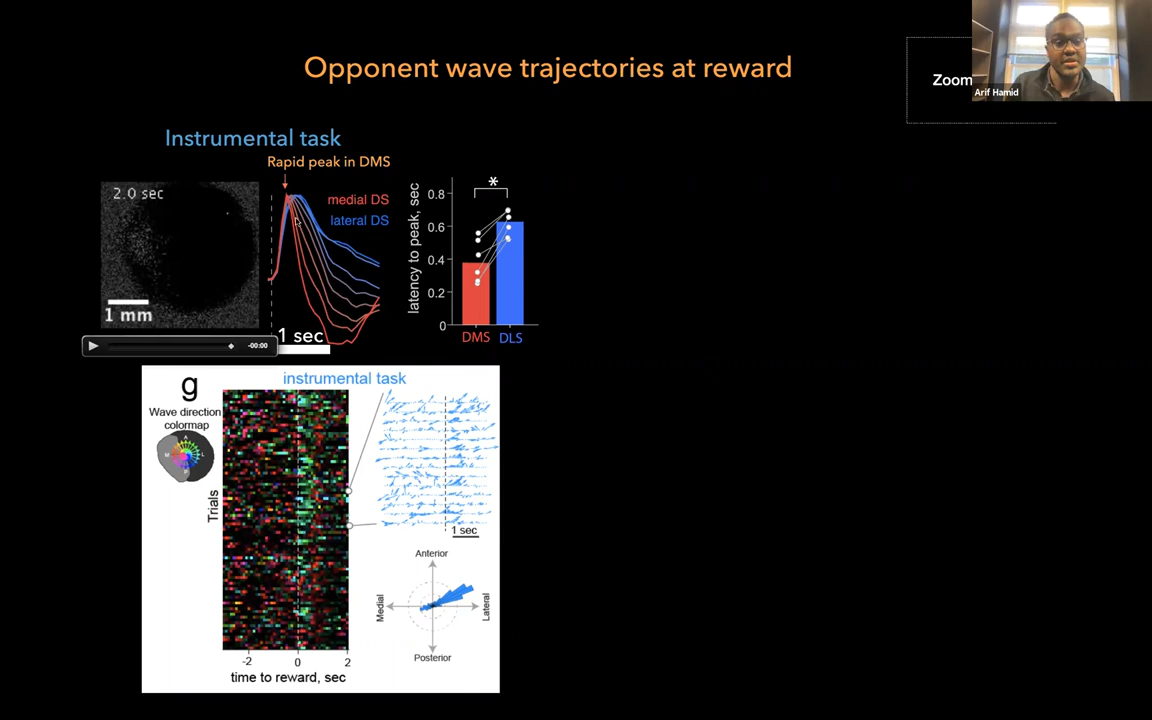 Opponent wave trajectories at reward
Zoom
Arif Hamid
Instrumental task
Rapid peak in DMS
2.0 sec
1 mm
-00:00
medial DS
lateral DS
1 sec
latency to peak, sec
0.8
0.6
0.4
0.2
0
*
DMS
DLS
g
instrumental task
Wave direction
colormap
A
M
L
P
Trials
-2
0
2
time to reward, sec
1 sec
Anterior
Medial
Lateral
Posterior